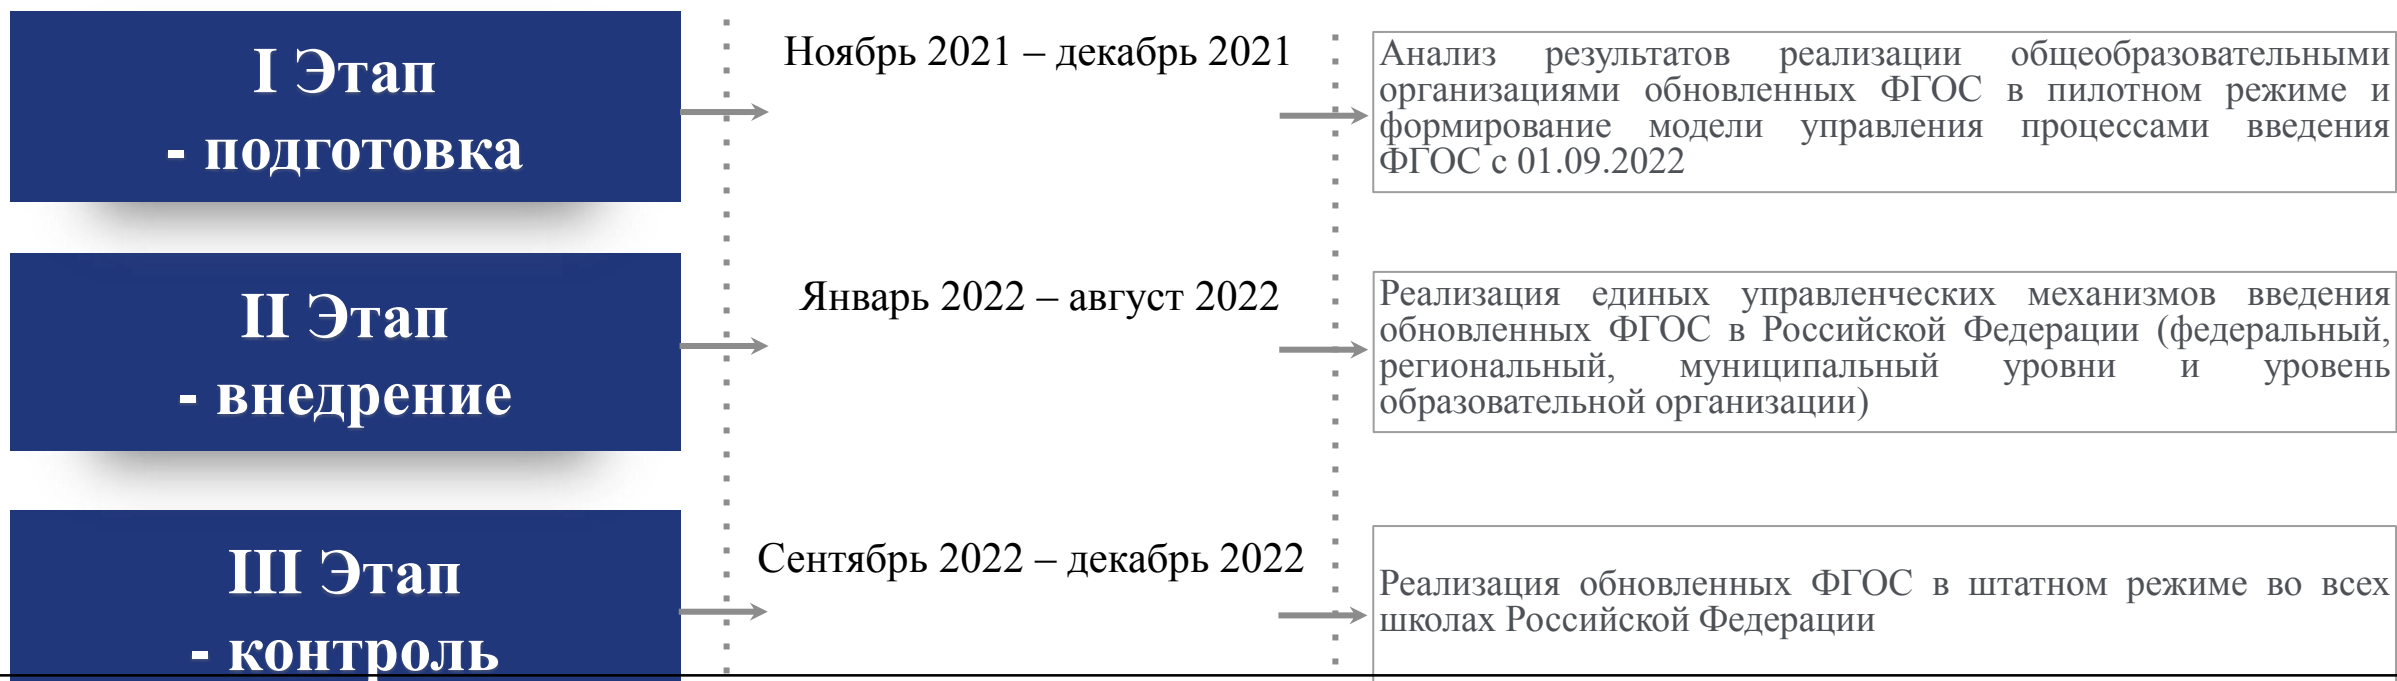 I Этап
- подготовка
Ноябрь 2021 – декабрь 2021
Анализ результатов реализации общеобразовательными
организациями обновленных ФГОС в пилотном режиме и
формирование модели управления процессами введения
ФГОС с 01.09.2022
II Этап
- внедрение
Январь 2022 – август 2022
Реализация единых управленческих механизмов введения
обновленных ФГОС в Российской Федерации (федеральный,
региональный, муниципальный уровни и уровень
образовательной организации)
III Этап
- контроль
Сентябрь 2022 – декабрь 2022
Реализация обновленных ФГОС в штатном режиме во всех
школах Российской Федерации